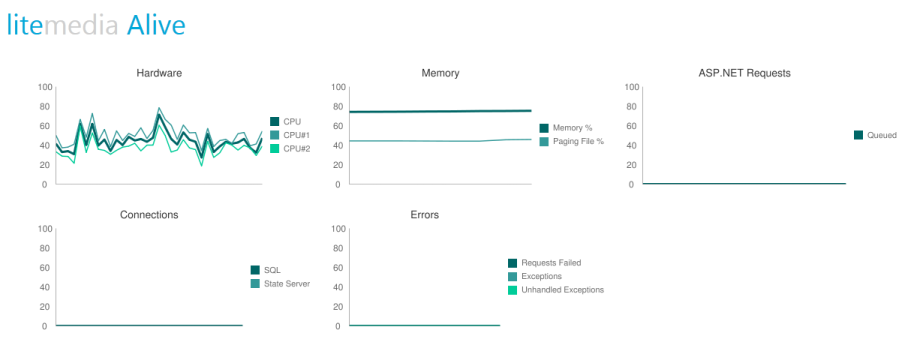 litemedia Alive
Hardware
100
80
60
40
20
0
CPU
CPU#1
CPU#2
Memory
100
80
60
40
20
0
Memory %
Paging File %
ASP.NET Requests
100
80
60
40
20
0
Queued
Connections
100
80
60
40
20
0
SQL
State Server
Errors
100
80
60
40
20
0
Requests Failed
Exceptions
Unhandled Exceptions